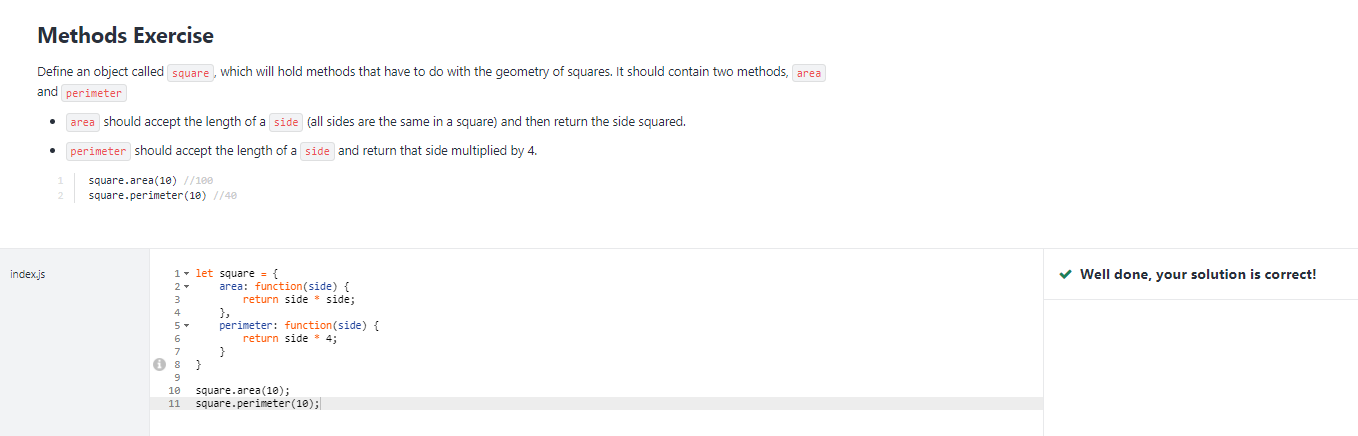 Methods Exercise
Define an object called square, which will hold methods that have to do with the geometry of squares. It should contain two methods, area
and perimeter
• area should accept the length of a side (all sides are the same in a square) and then return the side squared.
• perimeter should accept the length of a side and return that side multiplied by 4.
1 square.area(10) //100
2 square.perimeter(10) //40
index.js
1 let square = {
2     area: function(side) {
3         return side * side;
4     },
5     perimeter: function(side) {
6         return side * 4;
7     }
8 }
9
10 square.area(10);
11 square.perimeter(10);
Well done, your solution is correct!